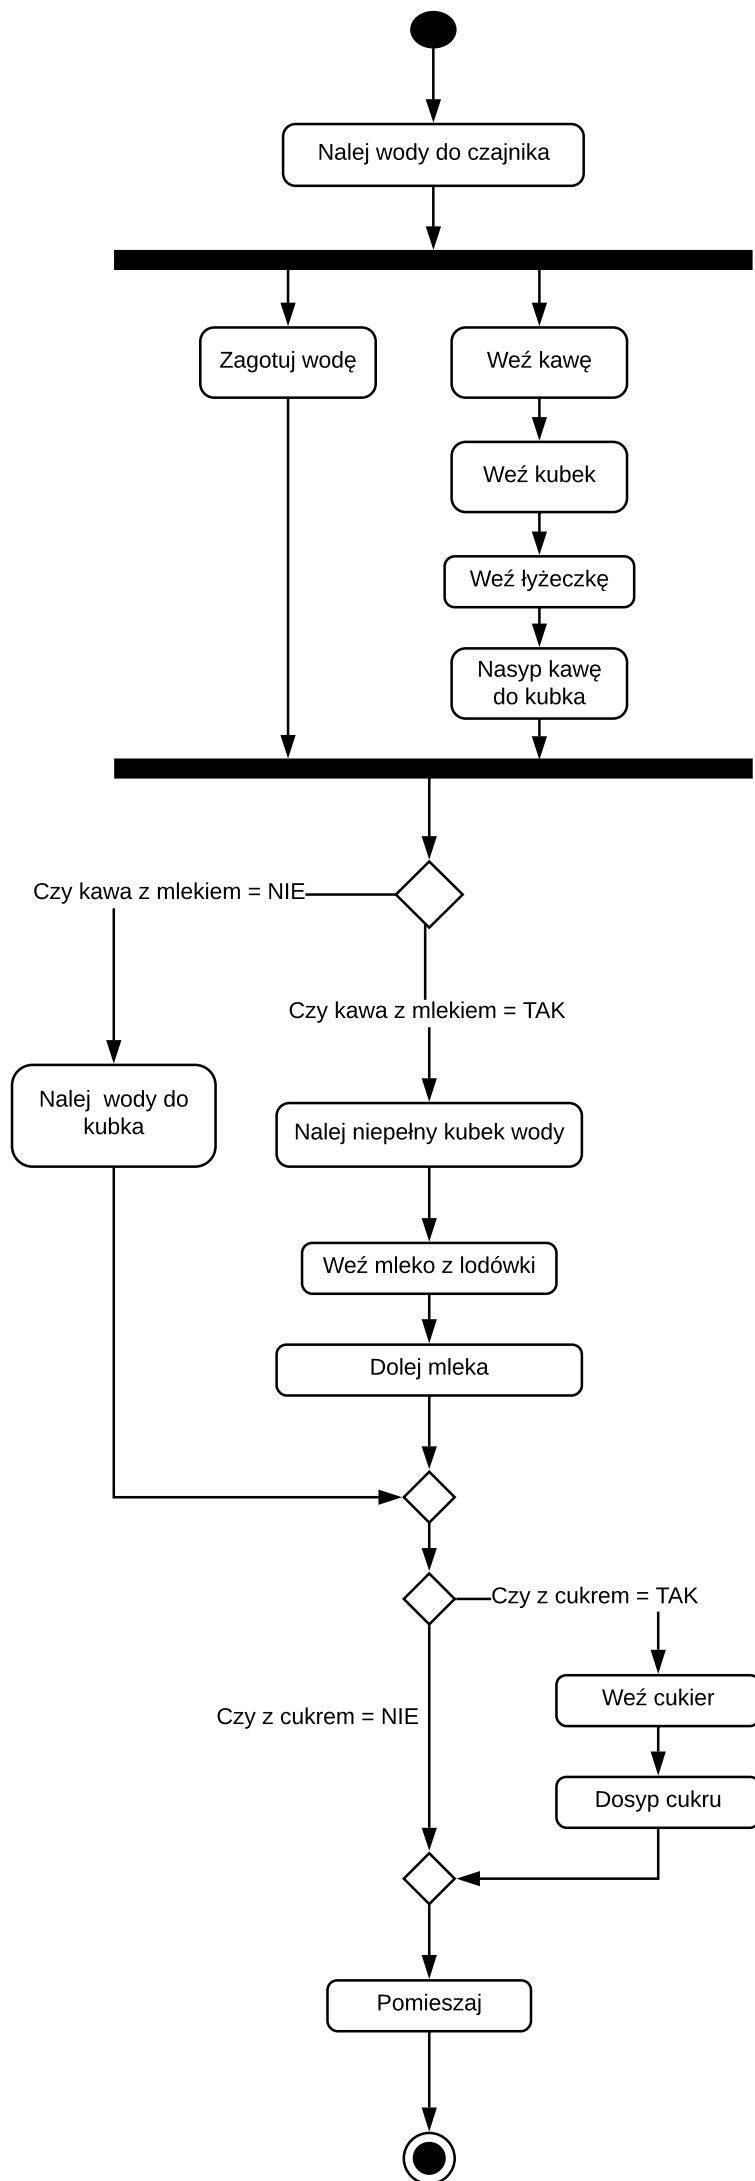 Nalej wody do czajnika
Zagotuj wodę
Weź kawę
Weź kubek
Weź łyżeczkę
Nasyp kawę
do kubka
Czy kawa z mlekiem = NIE
Czy kawa z mlekiem = TAK
Nalej  wody do
kubka
Nalej niepełny kubek wody
Weź mleko z lodówki
Dolej mleka
Czy z cukrem = TAK
Weź cukier
Czy z cukrem = NIE
Dosyp cukru
Pomieszaj